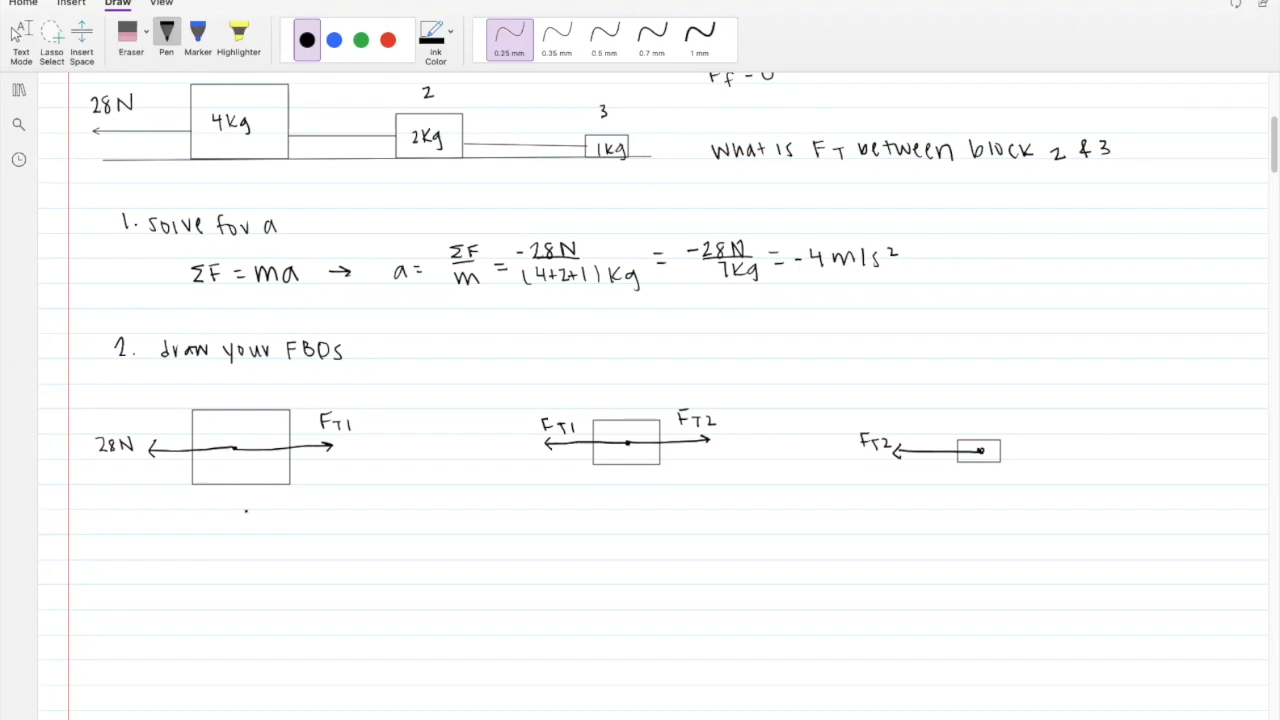 Home Insert Draw View
Text Mode Lasso Select Insert Space Eraser Pen Marker Highlighter Ink Color 0.25 mm 0.35 mm 0.5 mm 0.7 mm 1 mm
Ff = 0
28N 4Kg 2 2Kg 3 1Kg
What is FT between block 2 & 3
1. solve for a
ΣF = ma → a = ΣF/m = -28N/(4+2+1)Kg = -28N/7Kg = -4m/s²
2. draw your FBDs
28N FT1 FT1 FT2 FT2